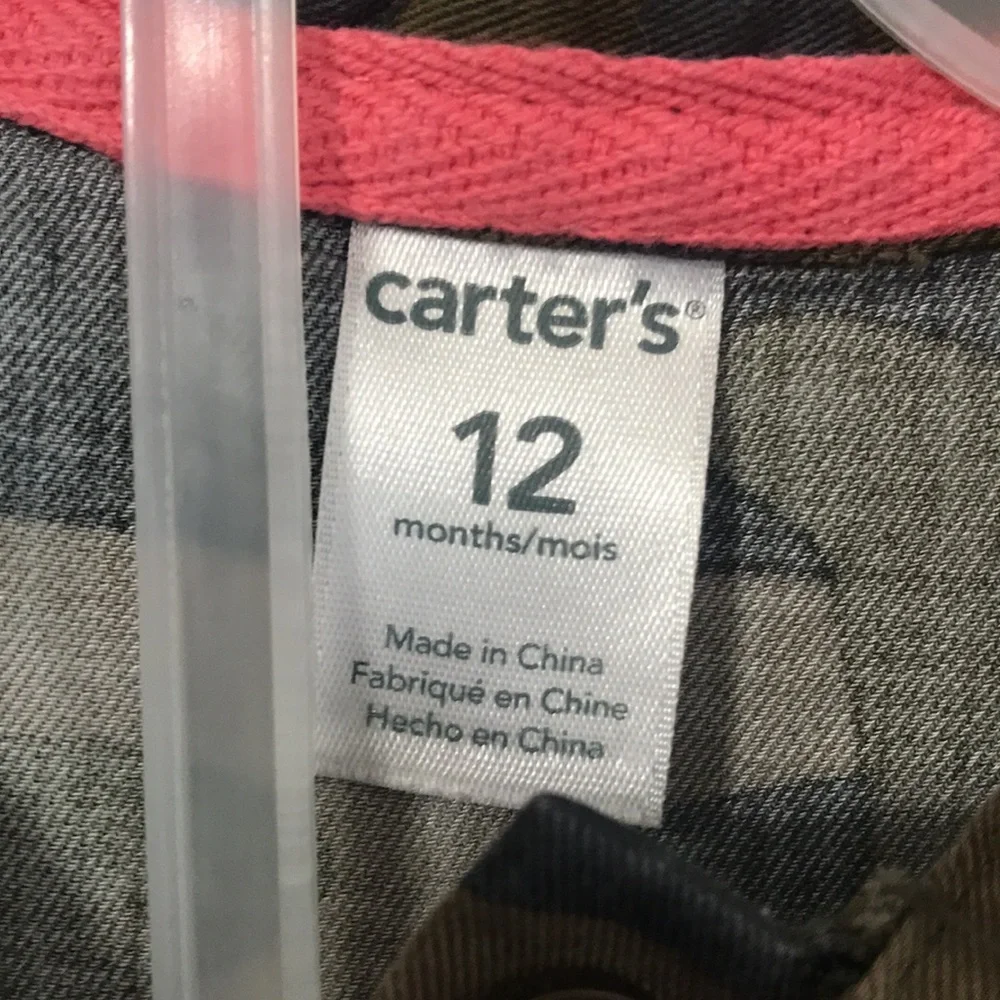 carter's®
12
months/mois
Made in China
Fabriqué en Chine
Hecho en China